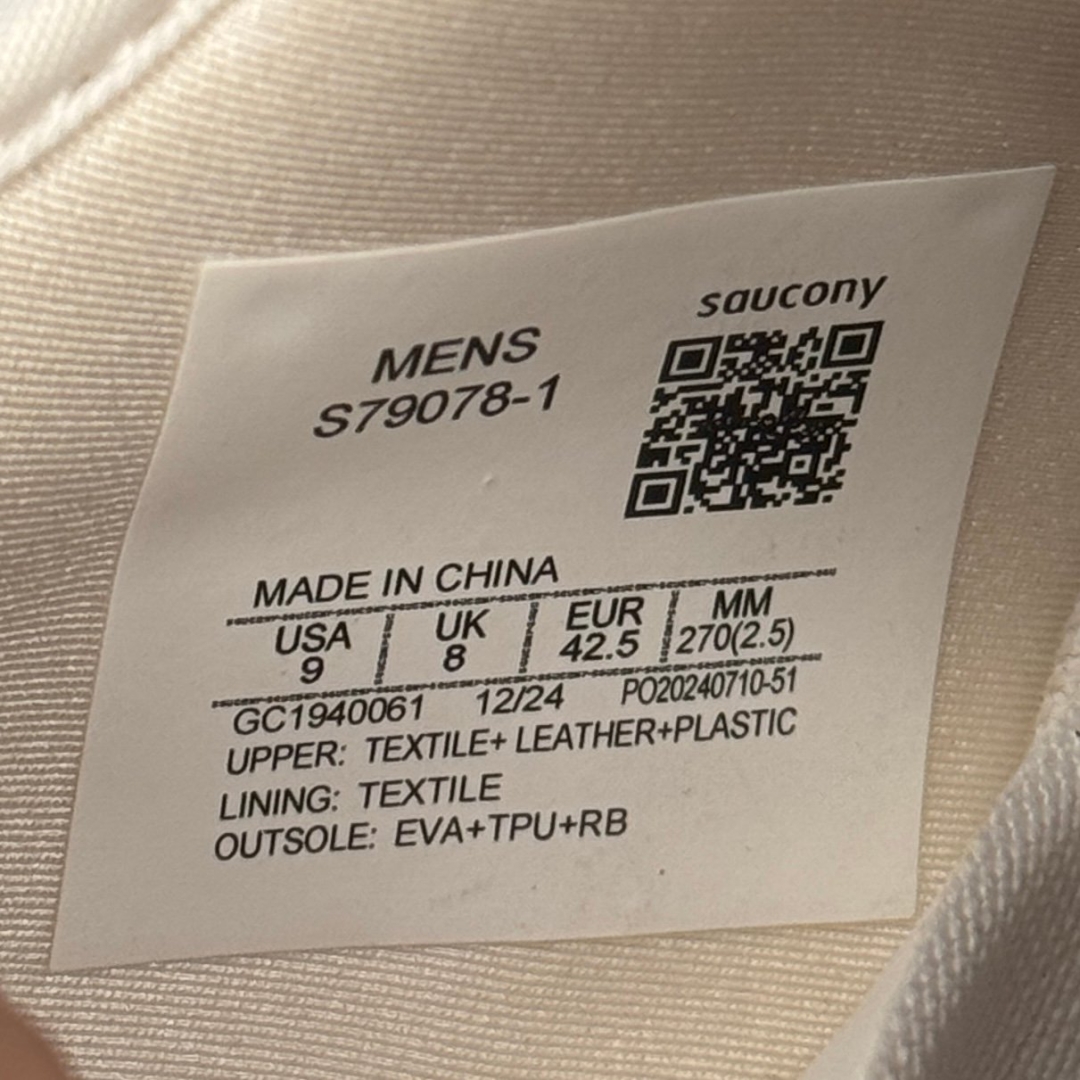 saucony
MENS
S79078-1
MADE IN CHINA
USA UK EUR MM
9 8 42.5 270(2.5)
GC1940061 12/24 PO20240710-51
UPPER: TEXTILE+ LEATHER+PLASTIC
LINING: TEXTILE
OUTSOLE: EVA+TPU+RB